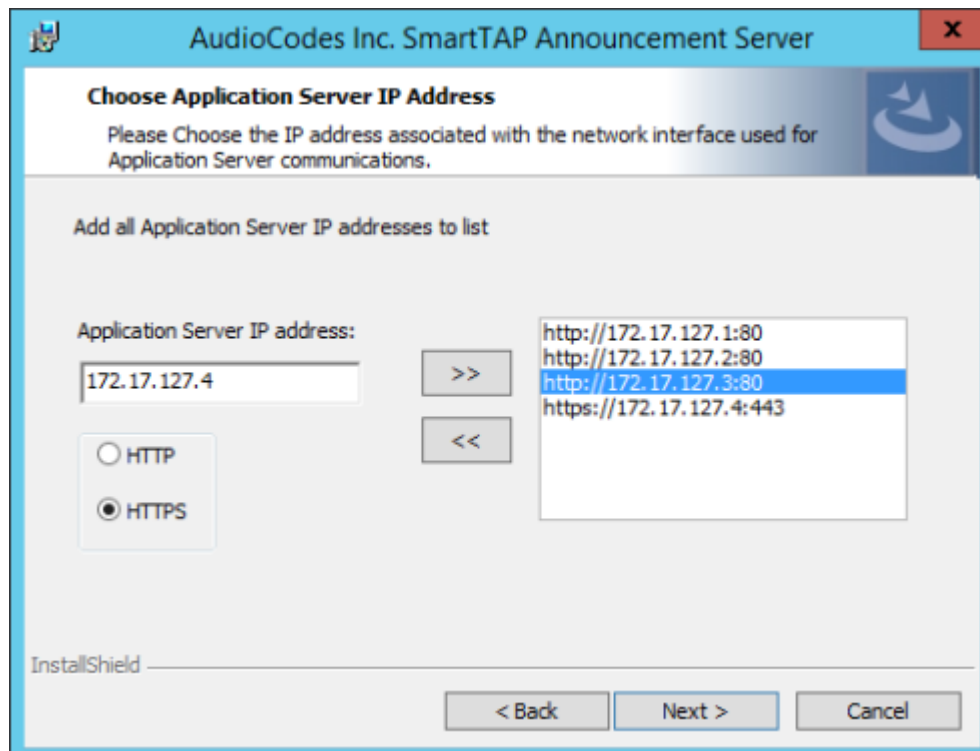 AudioCodes Inc. SmartTAP Announcement Server
x
Choose Application Server IP Address
Please Choose the IP address associated with the network interface used for
Application Server communications.
Add all Application Server IP addresses to list
Application Server IP address:
172.17.127.4
HTTP
HTTPS
>>
<<
http://172.17.127.1:80
http://172.17.127.2:80
http://172.17.127.3:80
https://172.17.127.4:443
InstallShield
< Back
Next >
Cancel